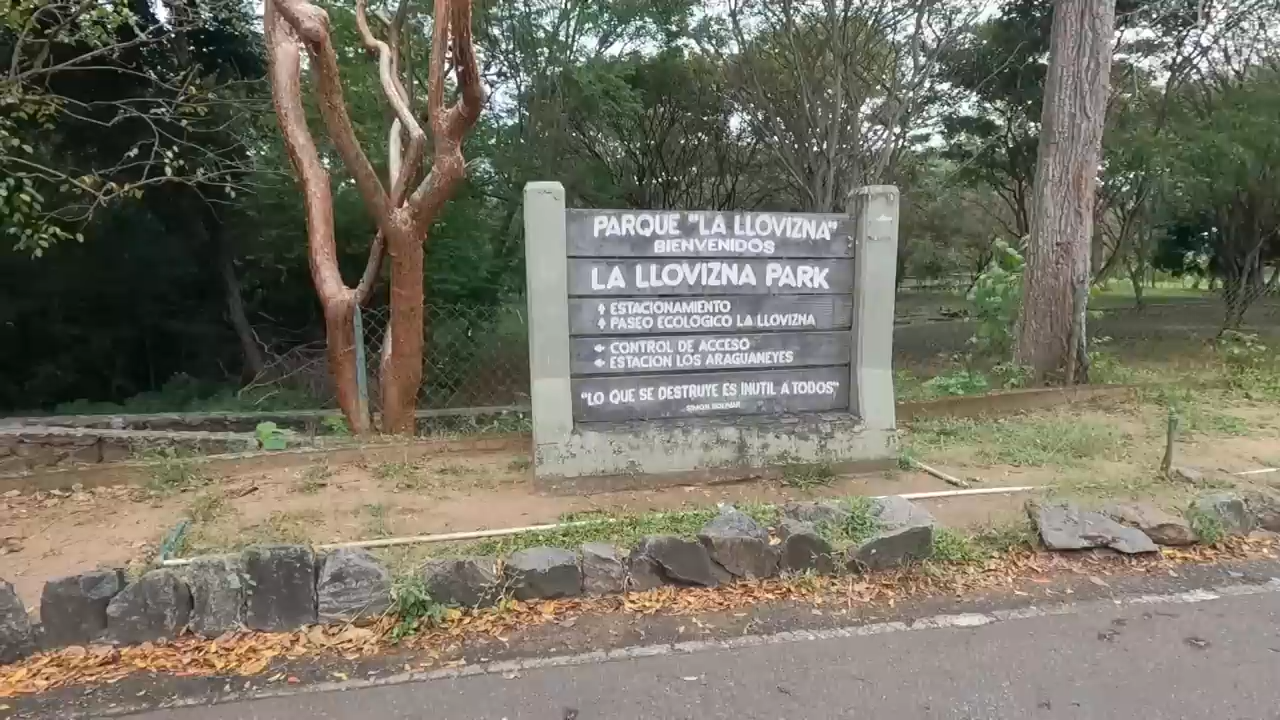 PARQUE "LA LLOVIZNA"
BIENVENIDOS
LA LLOVIZNA PARK
↑ ESTACIONAMIENTO
↑ PASEO ECOLOGICO LA LLOVIZNA
← CONTROL DE ACCESO
← ESTACION LOS ARAGUANEYES
"LO QUE SE DESTRUYE ES INUTIL A TODOS"
SIMON BOLIVAR